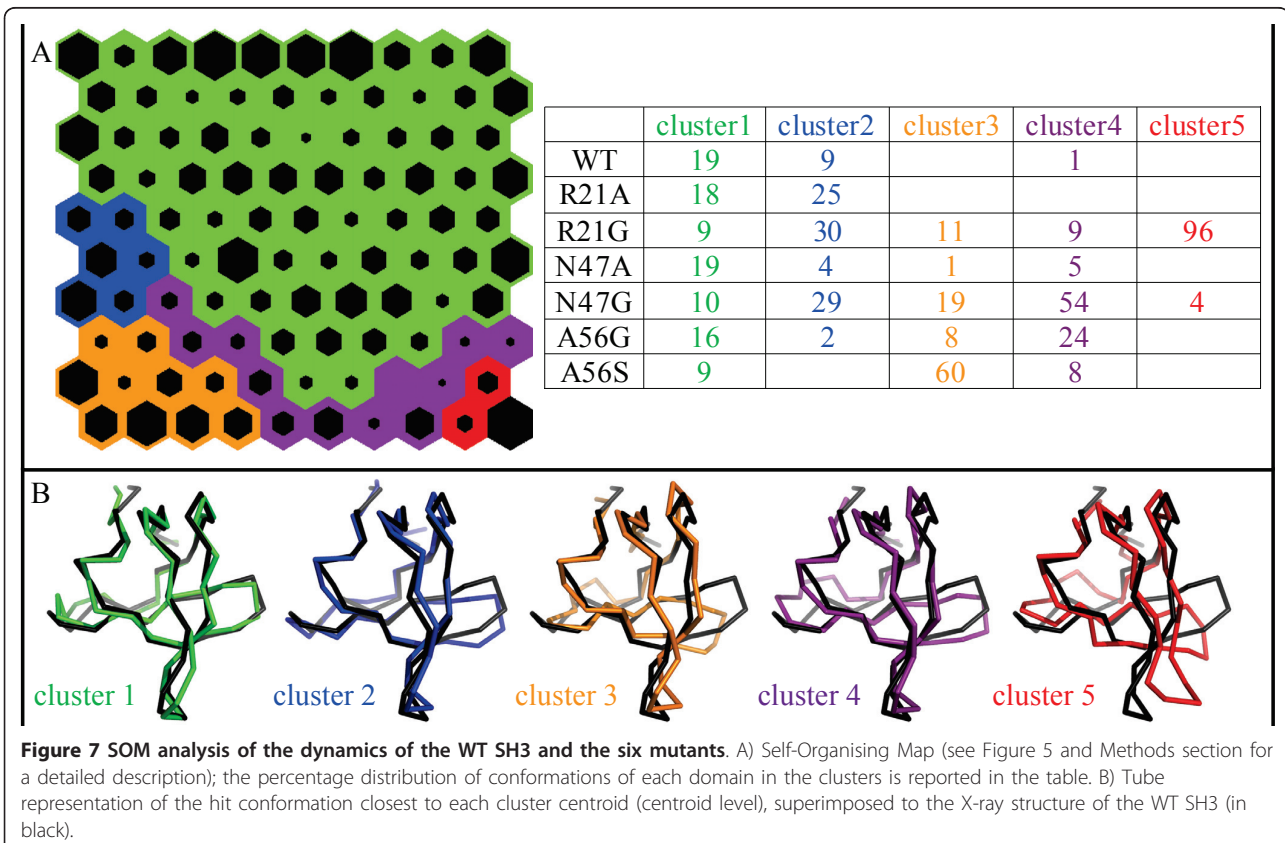 A
cluster1 cluster2 cluster3 cluster4 cluster5
WT 19 9 1
R21A 18 25
R21G 9 30 11 9 96
N47A 19 4 1 5
N47G 10 29 19 54 4
A56G 16 2 8 24
A56S 9 60 8
B
cluster 1 cluster 2 cluster 3 cluster 4 cluster 5
Figure 7 SOM analysis of the dynamics of the WT SH3 and the six mutants. A) Self-Organising Map (see Figure 5 and Methods section for
a detailed description); the percentage distribution of conformations of each domain in the clusters is reported in the table. B) Tube
representation of the hit conformation closest to each cluster centroid (centroid level), superimposed to the X-ray structure of the WT SH3 (in
black).